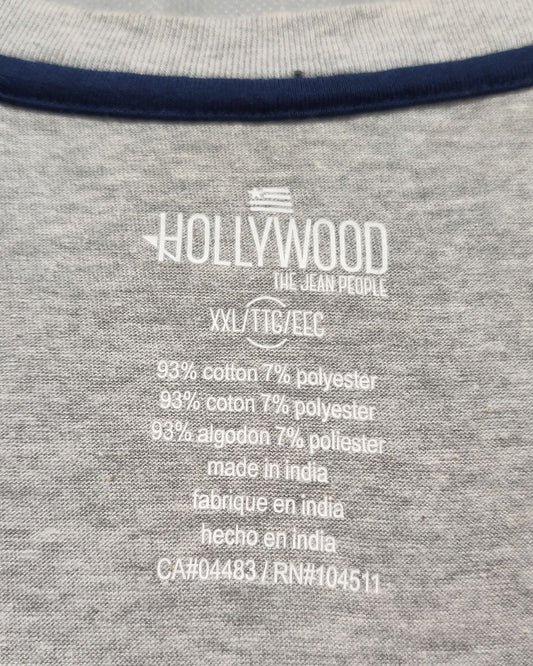 HOLLYWOOD
THE JEAN PEOPLE
XXL/TTG/EEG
93% cotton 7% polyester
93% coton 7% polyester
93% algodon 7% poliester
made in india
fabrique en india
hecho en india
CA#04483 / RN#104511